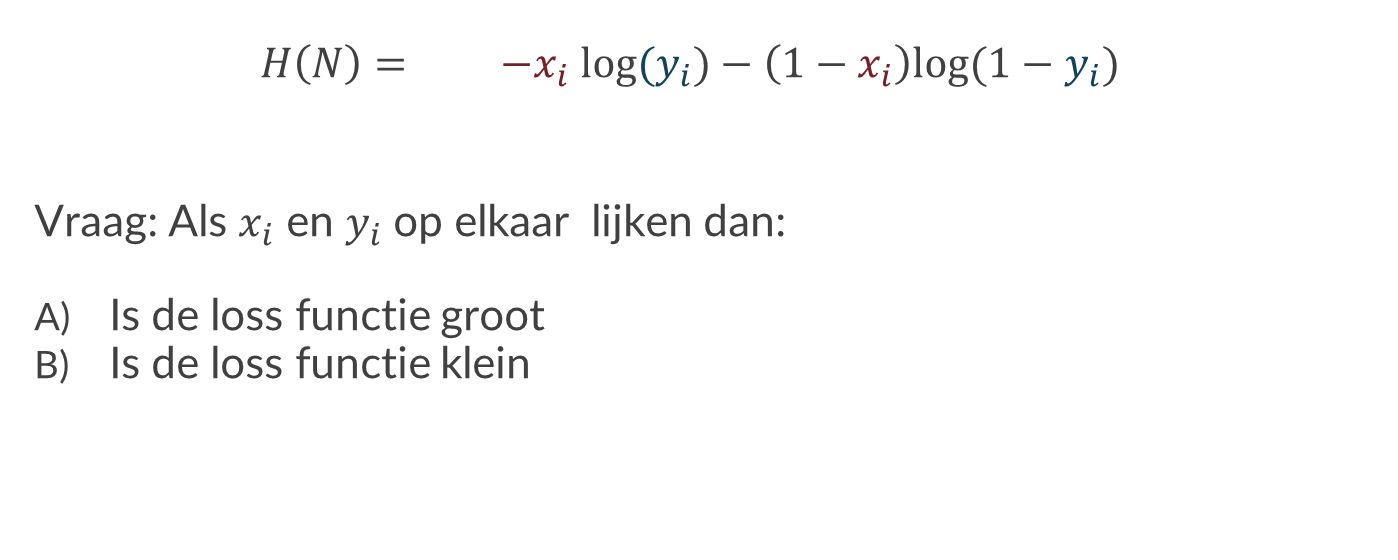 H(N) = −xᵢ log(yᵢ) − (1 − xᵢ)log(1 − yᵢ)
Vraag: Als xᵢ en yᵢ op elkaar lijken dan:
A) Is de loss functie groot
B) Is de loss functie klein